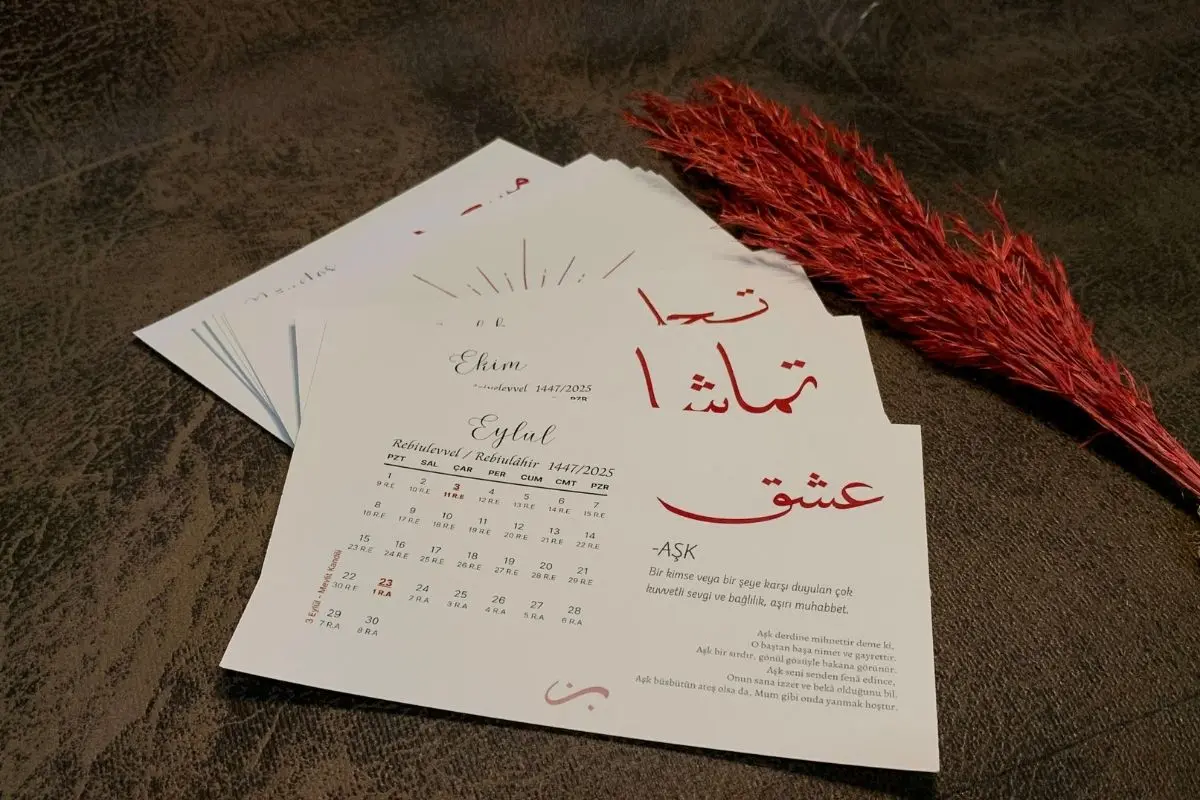 تحا
Ekim
1447/2025
PZR
تماشا
Eylül
Rebiulevvel / Rebiulâhir 1447/2025
PZT SAL ÇAR PER CUM CMT PZR
1 2 3 4 5 6 7
9 R.E 10 R.E 11 R.E 12 R.E 13 R.E 14 R.E 15 R.E
8 9 10 11 12 13 14
16 R.E 17 R.E 18 R.E 19 R.E 20 R.E 21 R.E 22 R.E
15 16 17 18 19 20 21
23 R.E 24 R.E 25 R.E 26 R.E 27 R.E 28 R.E 29 R.E
22 23 24 25 26 27 28
30 R.E 1 R.A 2 R.A 3 R.A 4 R.A 5 R.A 6 R.A
29 30
7 R.A 8 R.A
3 Eylül - Mevlit Kandili
عشق
-AŞK
Bir kimse veya bir şeye karşı duyulan çok
kuvvetli sevgi ve bağlılık, aşırı muhabbet.
Aşk derdine mihnettir deme ki,
O baştan başa nimet ve gayrettir.
Aşk bir sırdır, gönül gözüyle bakana görünür.
Aşk seni senden fenâ edince,
Onun sana izzet ve bekâ olduğunu bil.
Aşk büsbütün ateş olsa da, Mum gibi onda yanmak hoştur.